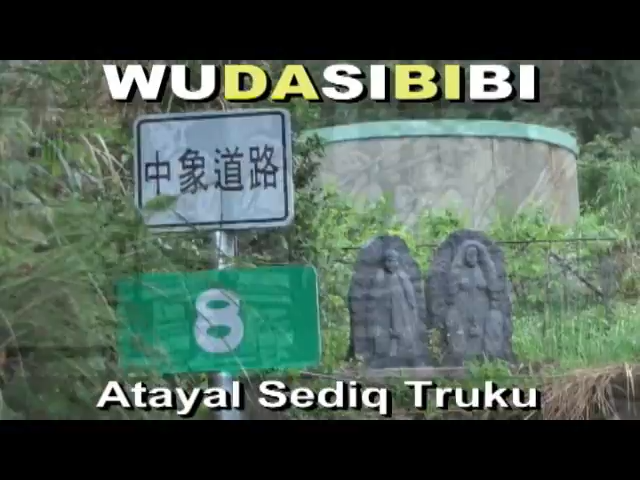 WUDASIBIBI
中象道路
8
Atayal Sediq Truku